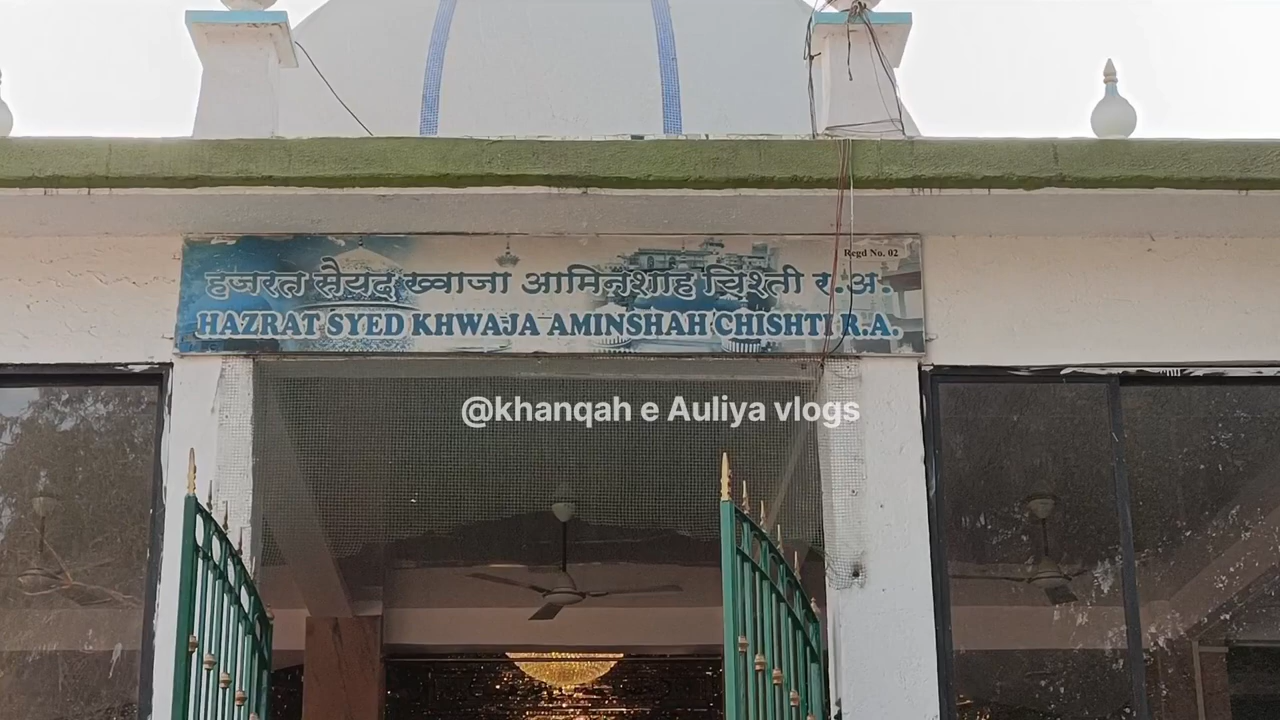 Regd No. 02
हजरत सैयद ख्वाजा आमिनशाह चिश्ती र.अ.
HAZRAT SYED KHWAJA AMINSHAH CHISHTI R.A.
@khanqah e Auliya vlogs